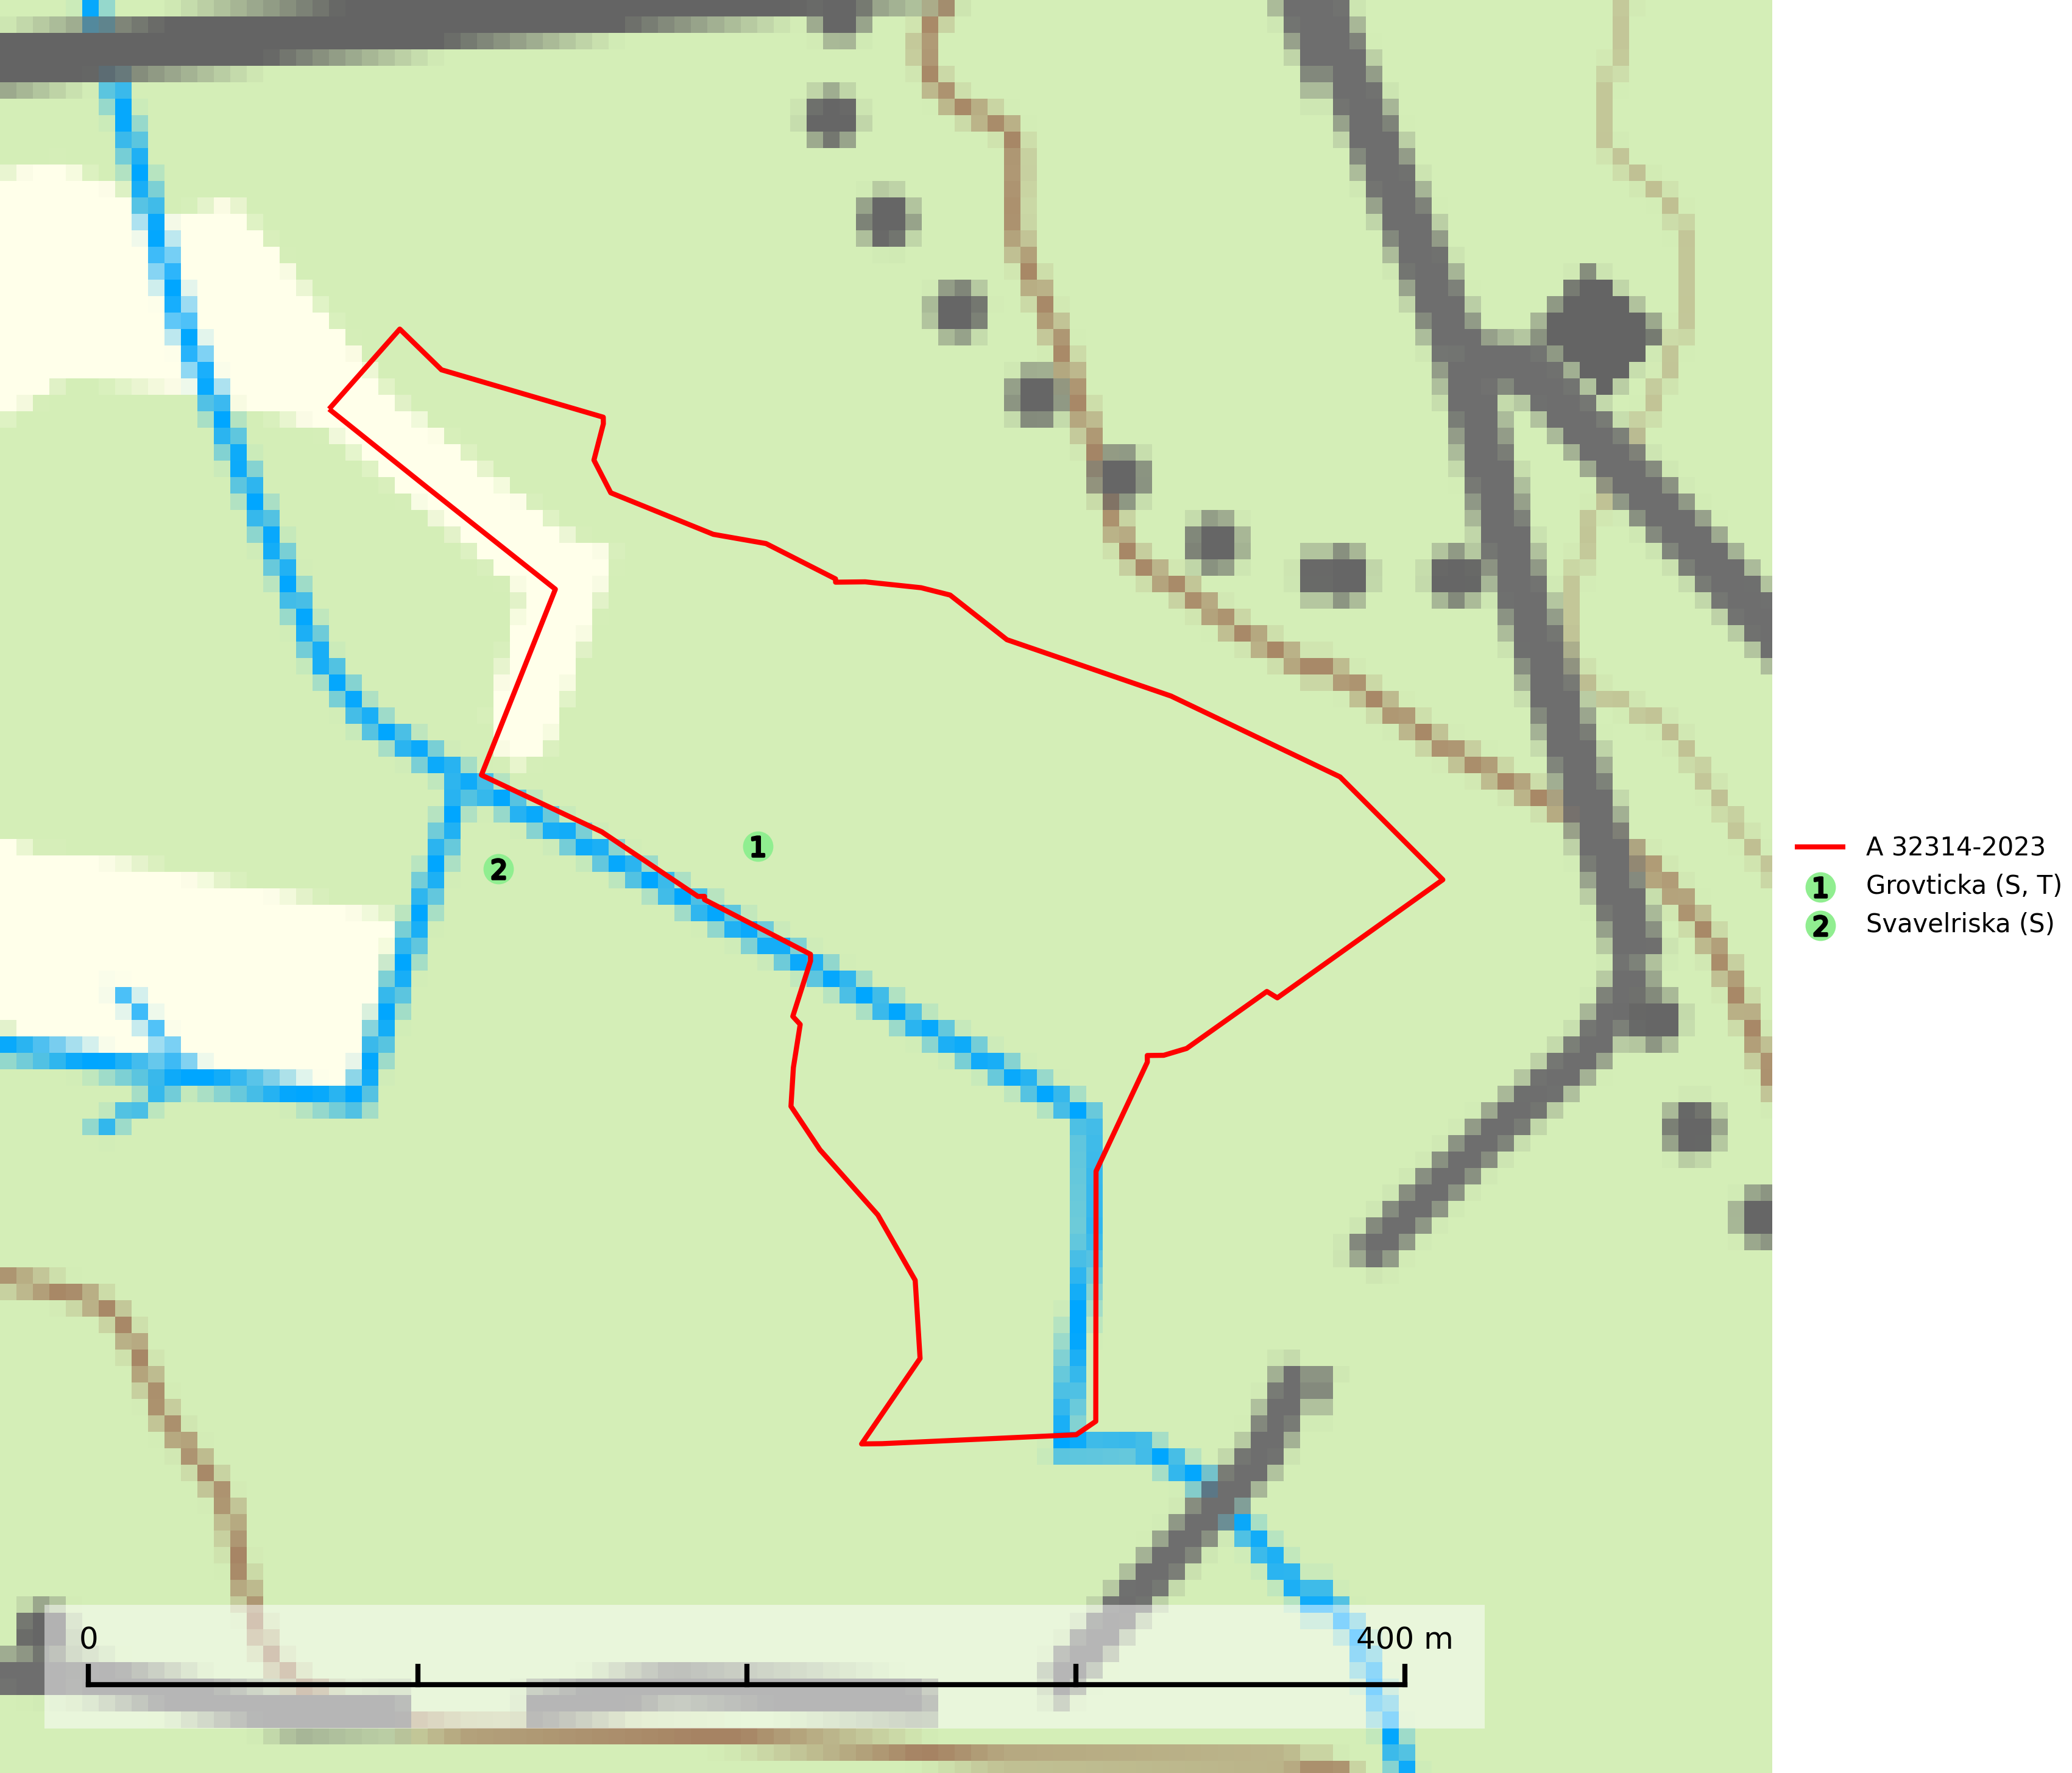 1
2
A 32314-2023
1 Grovticka (S, T)
2 Svavelriska (S)
0 400 m